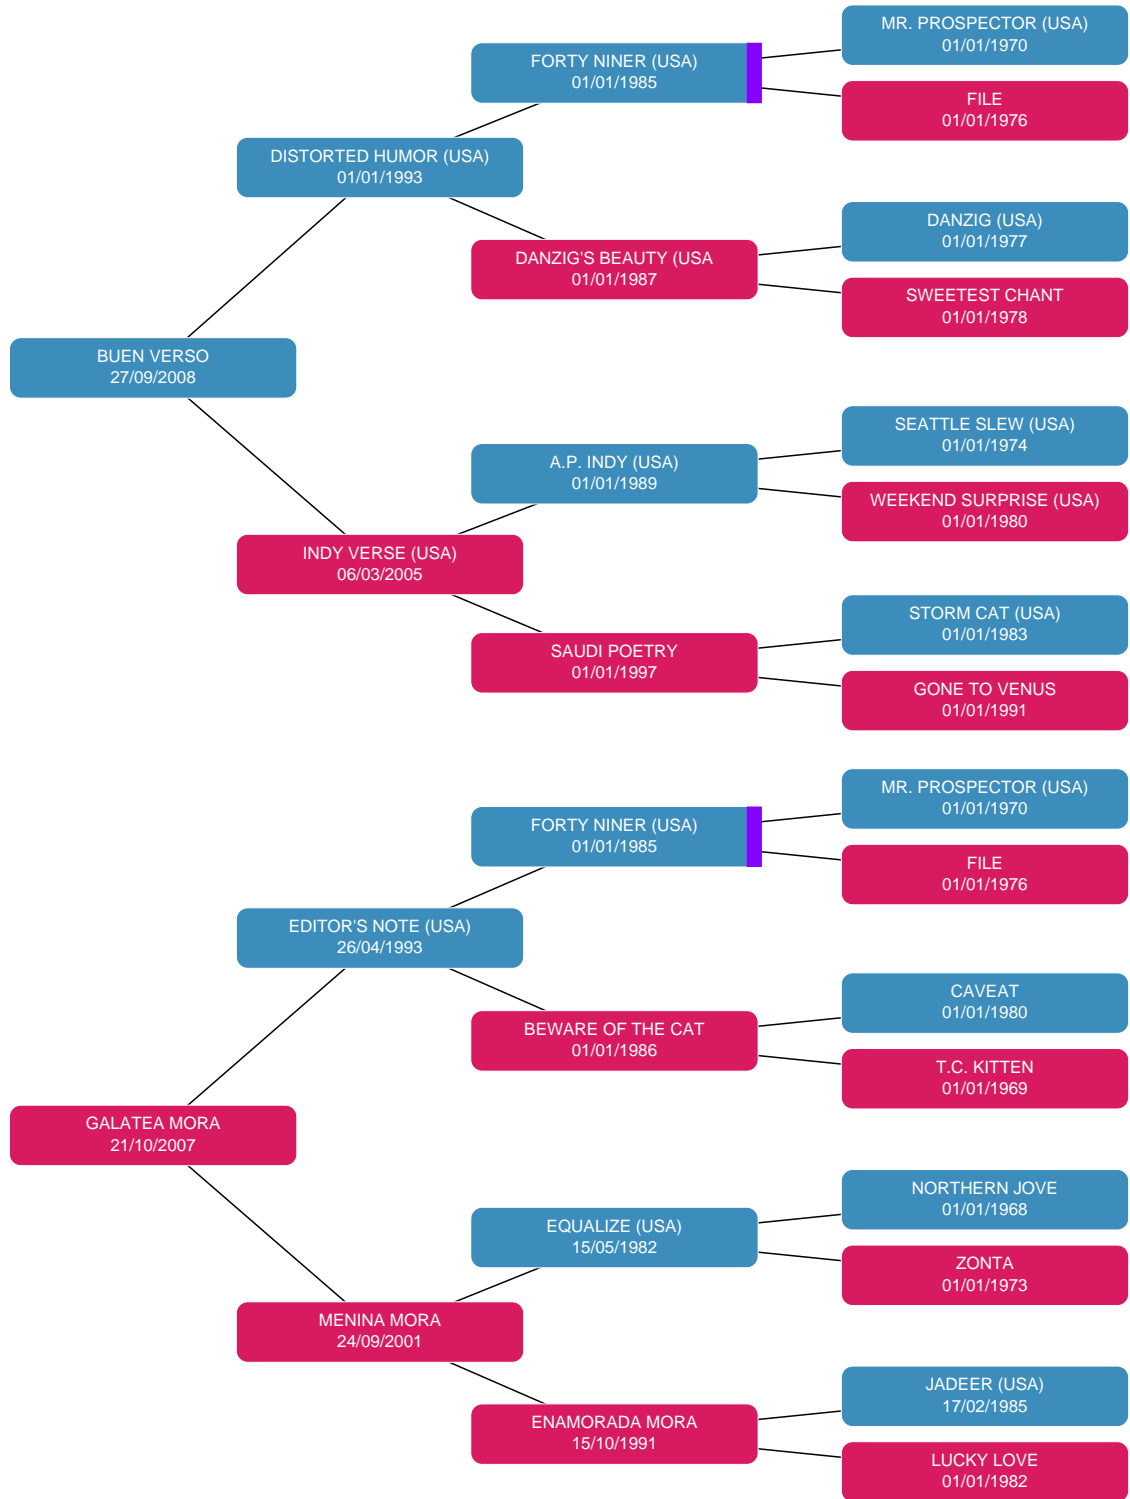 MR. PROSPECTOR (USA)
01/01/1970
FORTY NINER (USA)
01/01/1985
FILE
01/01/1976
DISTORTED HUMOR (USA)
01/01/1993
DANZIG (USA)
01/01/1977
DANZIG'S BEAUTY (USA
01/01/1987
SWEETEST CHANT
01/01/1978
BUEN VERSO
27/09/2008
SEATTLE SLEW (USA)
01/01/1974
A.P. INDY (USA)
01/01/1989
WEEKEND SURPRISE (USA)
01/01/1980
INDY VERSE (USA)
06/03/2005
STORM CAT (USA)
01/01/1983
SAUDI POETRY
01/01/1997
GONE TO VENUS
01/01/1991
MR. PROSPECTOR (USA)
01/01/1970
FORTY NINER (USA)
01/01/1985
FILE
01/01/1976
EDITOR'S NOTE (USA)
26/04/1993
CAVEAT
01/01/1980
BEWARE OF THE CAT
01/01/1986
T.C. KITTEN
01/01/1969
GALATEA MORA
21/10/2007
NORTHERN JOVE
01/01/1968
EQUALIZE (USA)
15/05/1982
ZONTA
01/01/1973
MENINA MORA
24/09/2001
JADEER (USA)
17/02/1985
ENAMORADA MORA
15/10/1991
LUCKY LOVE
01/01/1982